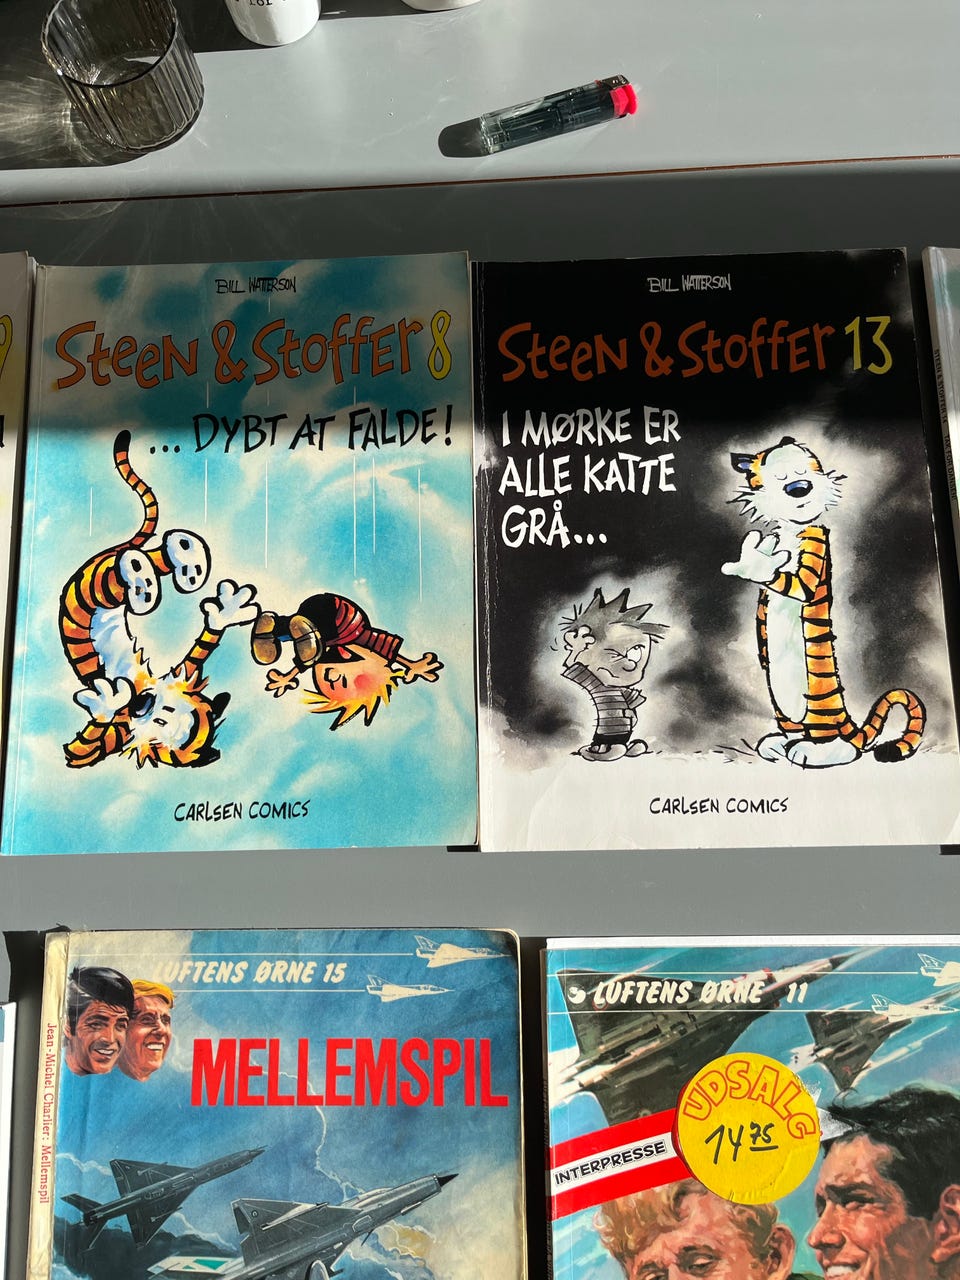 BILL WATTERSON
STEEN & STOFFER 8
... DYBT AT FALDE!
CARLSEN COMICS
BILL WATTERSON
STEEN & STOFFER 13
I MØRKE ER
ALLE KATTE
GRÅ...
CARLSEN COMICS
LUFTENS ØRNE 15
MELLEMSPIL
Jean-Michel Charlier: Mellemspil
LUFTENS ØRNE 11
UDSALG
14 75
INTERPRESSE